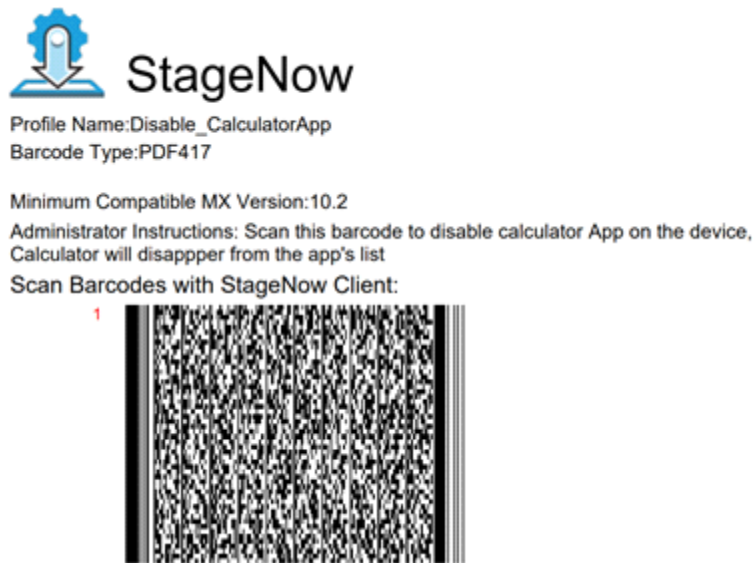 StageNow
Profile Name:Disable_CalculatorApp
Barcode Type:PDF417
Minimum Compatible MX Version:10.2
Administrator Instructions: Scan this barcode to disable calculator App on the device,
Calculator will disappper from the app's list
Scan Barcodes with StageNow Client:
1